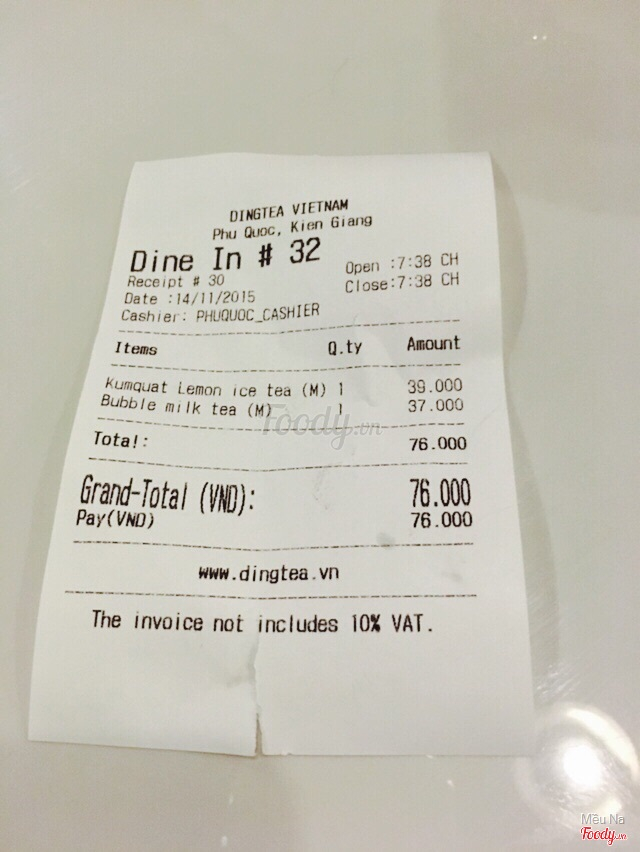 DINGTEA VIETNAM
Phu Quoc, Kien Giang
Dine In # 32
Receipt # 30
Open :7:38 CH
Date :14/11/2015
Close:7:38 CH
Cashier: PHUQUOC_CASHIER
Items Q.ty Amount
Kumquat Lemon ice tea (M) 1 39.000
Bubble milk tea (M) 1 37.000
Foody.vn
Total: 76.000
Grand-Total (VND): 76.000
Pay(VND) 76.000
www.dingtea.vn
The invoice not includes 10% VAT.
Mều Na
Foody.vn